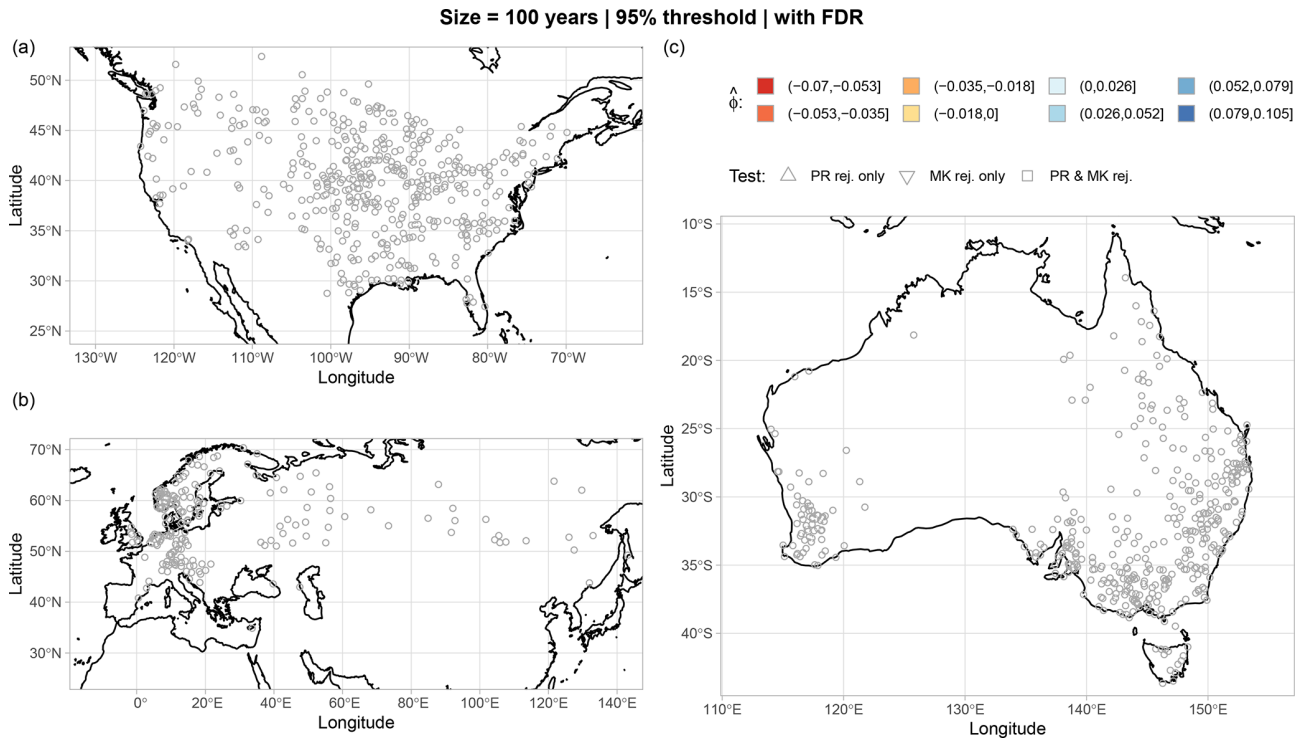 Size = 100 years | 95% threshold | with FDR
(a)
50°N
45°N
40°N
35°N
30°N
25°N
Latitude
130°W 120°W 110°W 100°W 90°W 80°W 70°W
Longitude
(b)
70°N
60°N
50°N
40°N
30°N
Latitude
0° 20°E 40°E 60°E 80°E 100°E 120°E 140°E
Longitude
(c)
ϕ̂:
(−0.07,−0.053] (−0.035,−0.018] (0,0.026] (0.052,0.079]
(−0.053,−0.035] (−0.018,0] (0.026,0.052] (0.079,0.105]
Test: PR rej. only MK rej. only PR & MK rej.
10°S
15°S
20°S
25°S
30°S
35°S
40°S
Latitude
110°E 120°E 130°E 140°E 150°E
Longitude